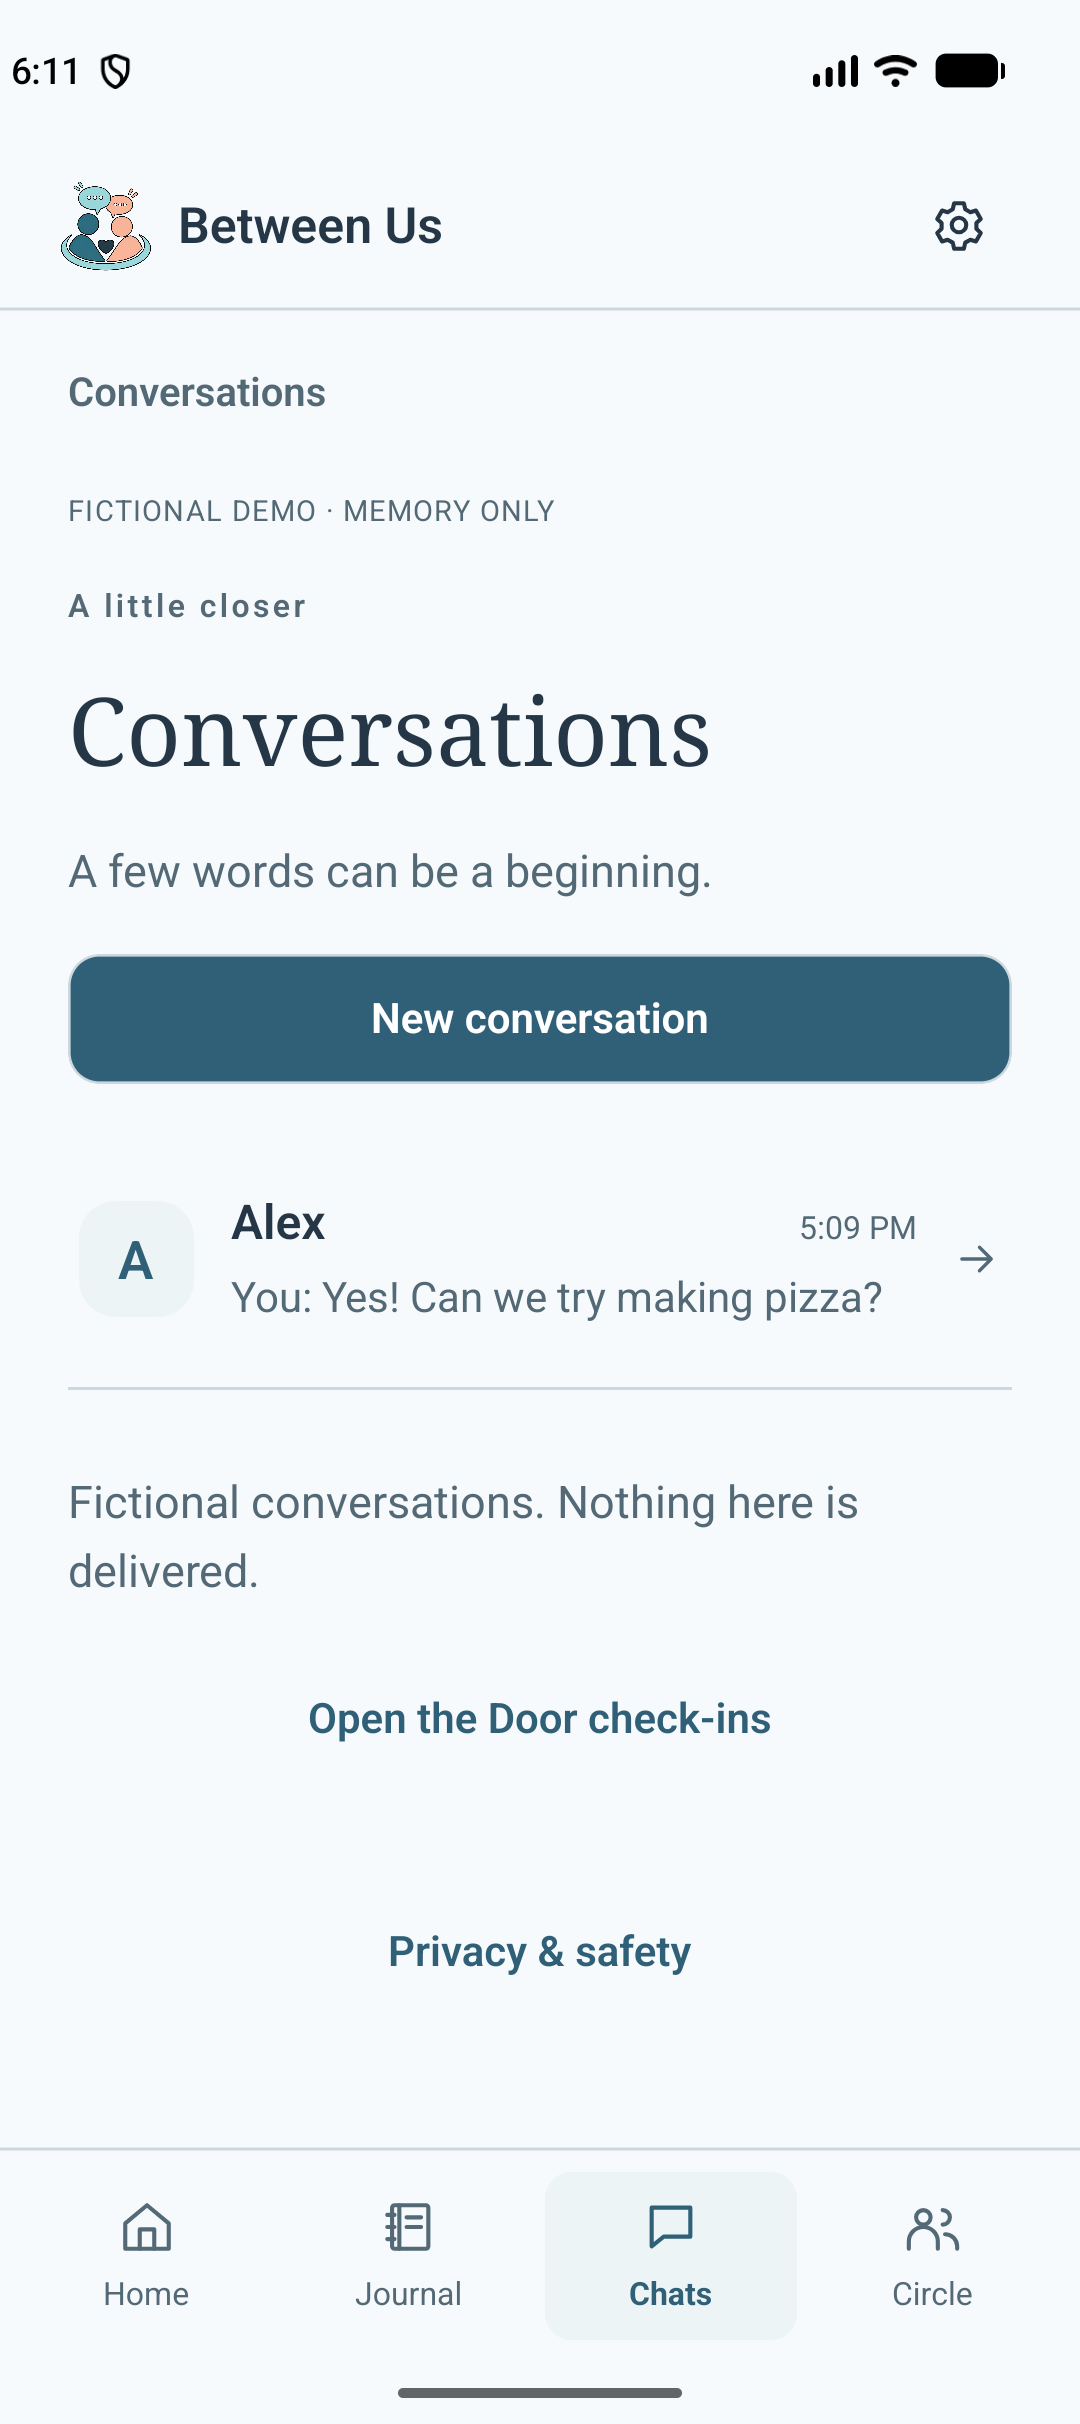 6:11
Between Us
Conversations
FICTIONAL DEMO · MEMORY ONLY
A little closer
Conversations
A few words can be a beginning.
New conversation
A
Alex
5:09 PM
You: Yes! Can we try making pizza?
Fictional conversations. Nothing here is
delivered.
Open the Door check-ins
Privacy & safety
Home
Journal
Chats
Circle